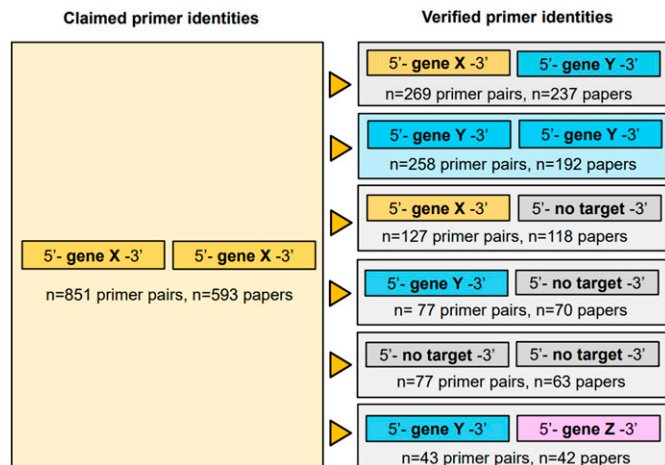 Claimed primer identities
Verified primer identities
5'- gene X -3' 5'- gene X -3'
n=851 primer pairs, n=593 papers
5'- gene X -3' 5'- gene Y -3'
n=269 primer pairs, n=237 papers
5'- gene Y -3' 5'- gene Y -3'
n=258 primer pairs, n=192 papers
5'- gene X -3' 5'- no target -3'
n=127 primer pairs, n=118 papers
5'- gene Y -3' 5'- no target -3'
n= 77 primer pairs, n=70 papers
5'- no target -3' 5'- no target -3'
n=77 primer pairs, n=63 papers
5'- gene Y -3' 5'- gene Z -3'
n=43 primer pairs, n=42 papers